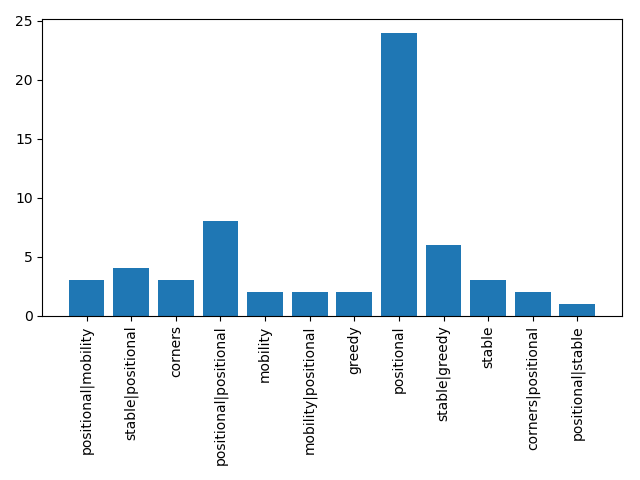 25
20
15
10
5
0
positional|mobility
stable|positional
corners
positional|positional
mobility
mobility|positional
greedy
positional
stable|greedy
stable
corners|positional
positional|stable